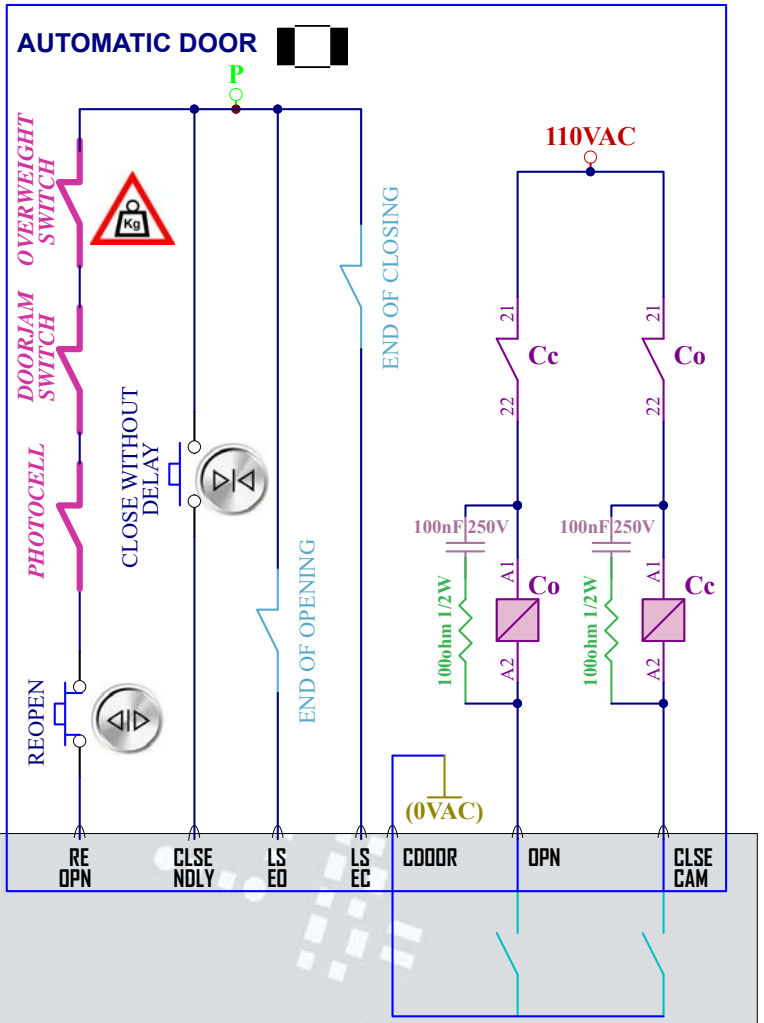 AUTOMATIC DOOR
P
110VAC
OVERWEIGHT
SWITCH
Kg
DOORJAM
SWITCH
PHOTOCELL
REOPEN
CLOSE WITHOUT
DELAY
END OF OPENING
END OF CLOSING
21
Cc
22
21
Co
22
100nF 250V
100ohm 1/2W
A1
Co
A2
100nF 250V
100ohm 1/2W
A1
Cc
A2
(0VAC)
RE
OPN
CLSE
NDLY
LS
EO
LS
EC
CDOOR
OPN
CLSE
CAM